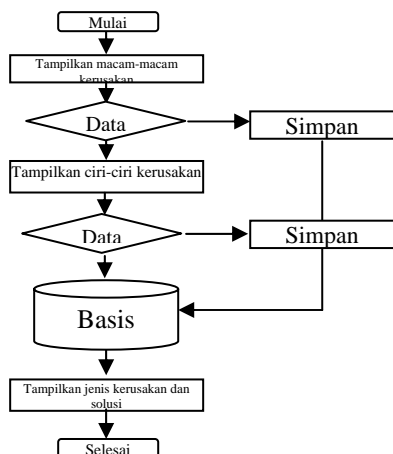 Mulai
Tampilkan macam-macam
kerusakan
Data
Simpan
Tampilkan ciri-ciri kerusakan
Data
Simpan
Basis
Tampilkan jenis kerusakan dan
solusi
Selesai